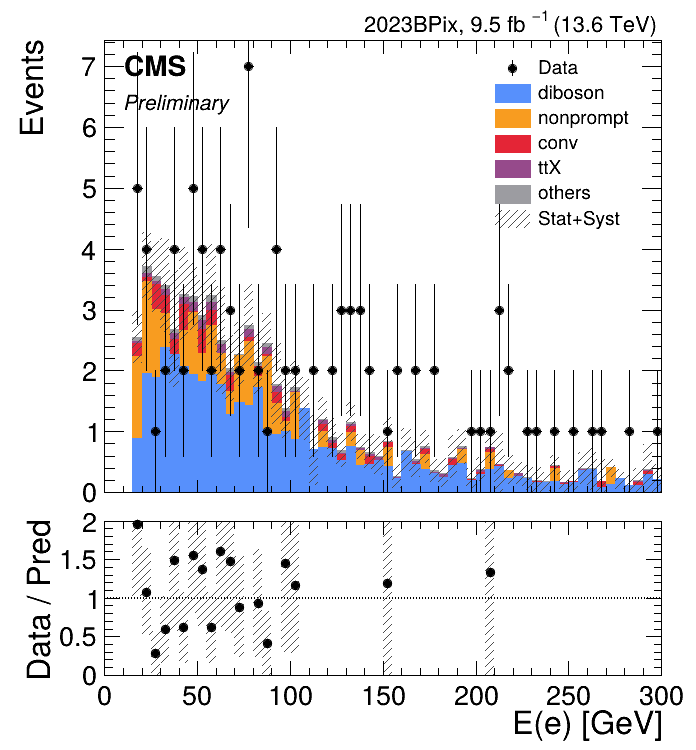 2023BPix, 9.5 fb⁻¹ (13.6 TeV)
CMS
Preliminary
Events
Data
diboson
nonprompt
conv
ttX
others
Stat+Syst
7
6
5
4
3
2
1
0
Data / Pred
2
1.5
1
0.5
0
0 50 100 150 200 250 300
E(e) [GeV]